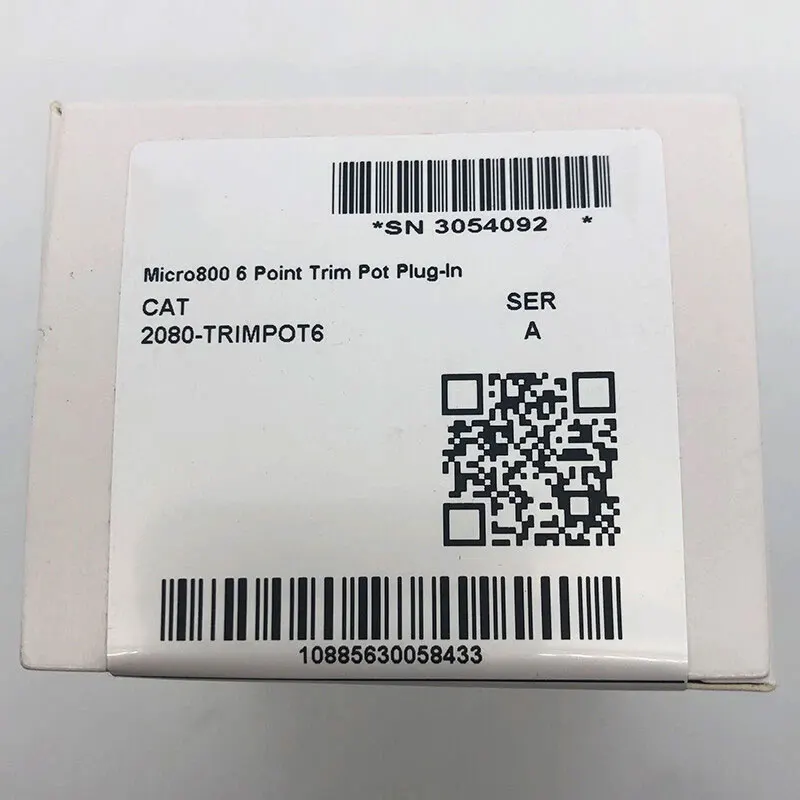 *SN 3054092 *
Micro800 6 Point Trim Pot Plug-In
CAT SER
2080-TRIMPOT6 A
10885630058433